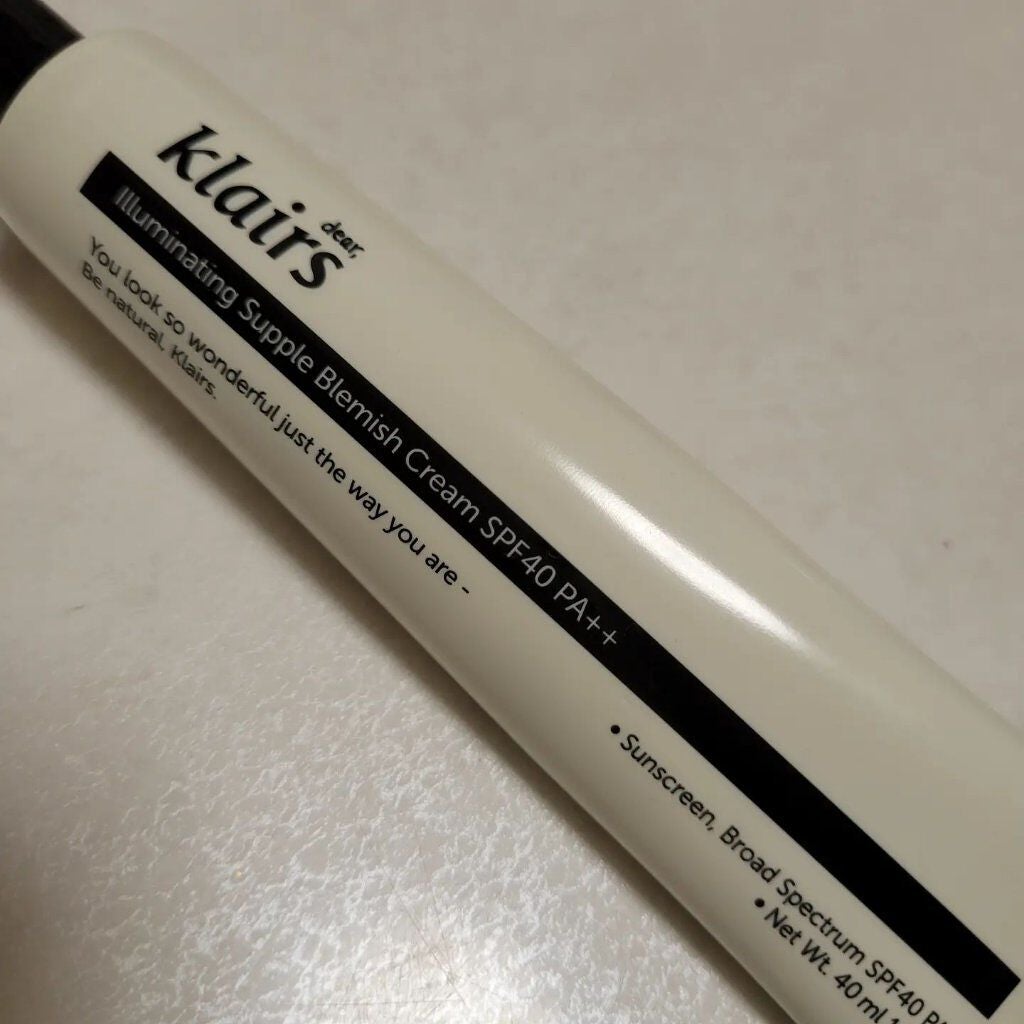 dear,
klairs
Illuminating Supple Blemish Cream SPF40 PA++
You look so wonderful just the way you are -
Be natural, Klairs.
• Sunscreen, Broad Spectrum SPF40
• Net Wt. 40 ml